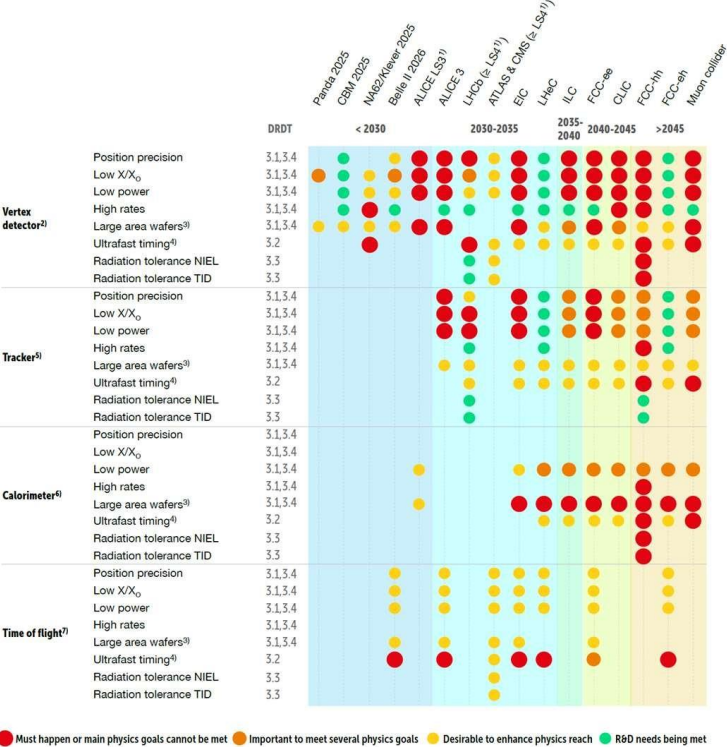 Panda 2025
CBM 2025
NA62/Klever 2025
Belle II 2026
ALICE LS3¹⁾
ALICE 3
LHCb (≥ LS4¹⁾)
ATLAS & CMS (≥ LS4¹⁾)
EIC
LHeC
ILC
FCC-ee
CLIC
FCC-hh
FCC-eh
Muon collider
DRDT
< 2030
2030-2035
2035-
2040
2040-2045
>2045
Vertex
detector²⁾
Position precision 3.1,3.4
Low X/X₀ 3.1,3.4
Low power 3.1,3.4
High rates 3.1,3.4
Large area wafers³⁾ 3.1,3.4
Ultrafast timing⁴⁾ 3.2
Radiation tolerance NIEL 3.3
Radiation tolerance TID 3.3
Tracker⁵⁾
Position precision 3.1,3.4
Low X/X₀ 3.1,3.4
Low power 3.1,3.4
High rates 3.1,3.4
Large area wafers³⁾ 3.1,3.4
Ultrafast timing⁴⁾ 3.2
Radiation tolerance NIEL 3.3
Radiation tolerance TID 3.3
Calorimeter⁶⁾
Position precision 3.1,3.4
Low X/X₀ 3.1,3.4
Low power 3.1,3.4
High rates 3.1,3.4
Large area wafers³⁾ 3.1,3.4
Ultrafast timing⁴⁾ 3.2
Radiation tolerance NIEL 3.3
Radiation tolerance TID 3.3
Time of flight⁷⁾
Position precision 3.1,3.4
Low X/X₀ 3.1,3.4
Low power 3.1,3.4
High rates 3.1,3.4
Large area wafers³⁾ 3.1,3.4
Ultrafast timing⁴⁾ 3.2
Radiation tolerance NIEL 3.3
Radiation tolerance TID 3.3
Must happen or main physics goals cannot be met
Important to meet several physics goals
Desirable to enhance physics reach
R&D needs being met